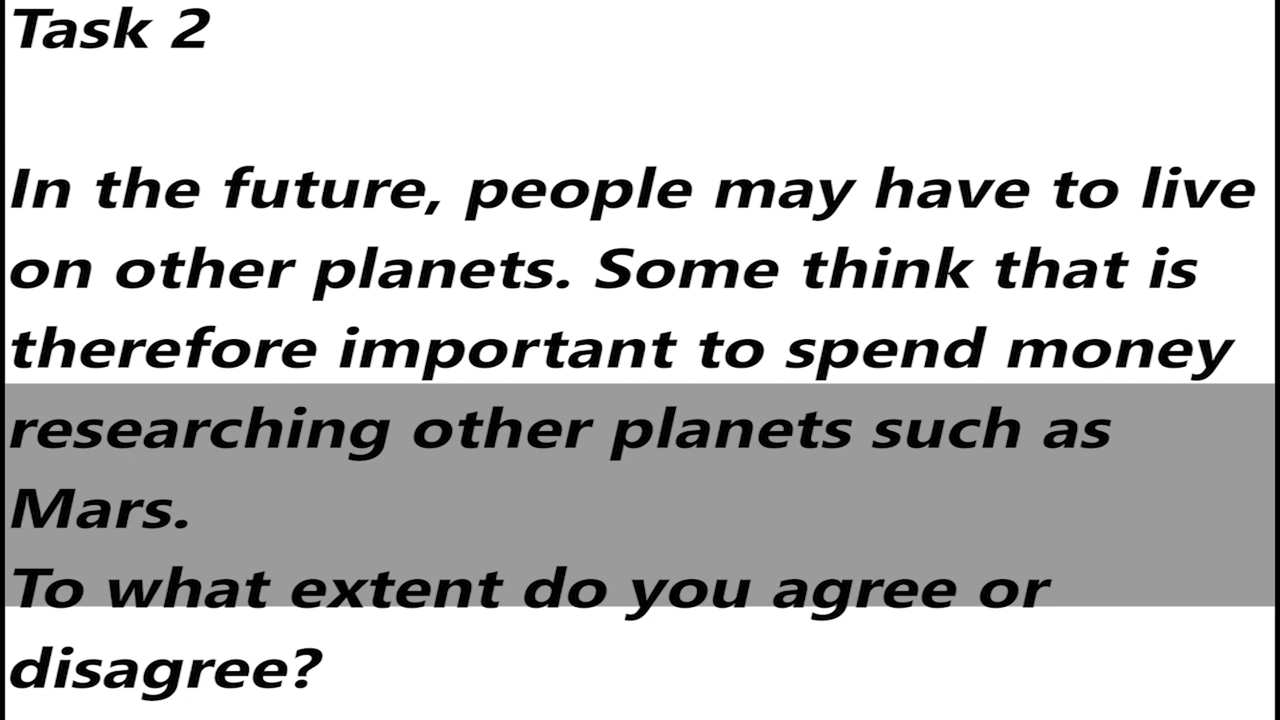 Task 2
In the future, people may have to live
on other planets. Some think that is
therefore important to spend money
researching other planets such as
Mars.
To what extent do you agree or
disagree?